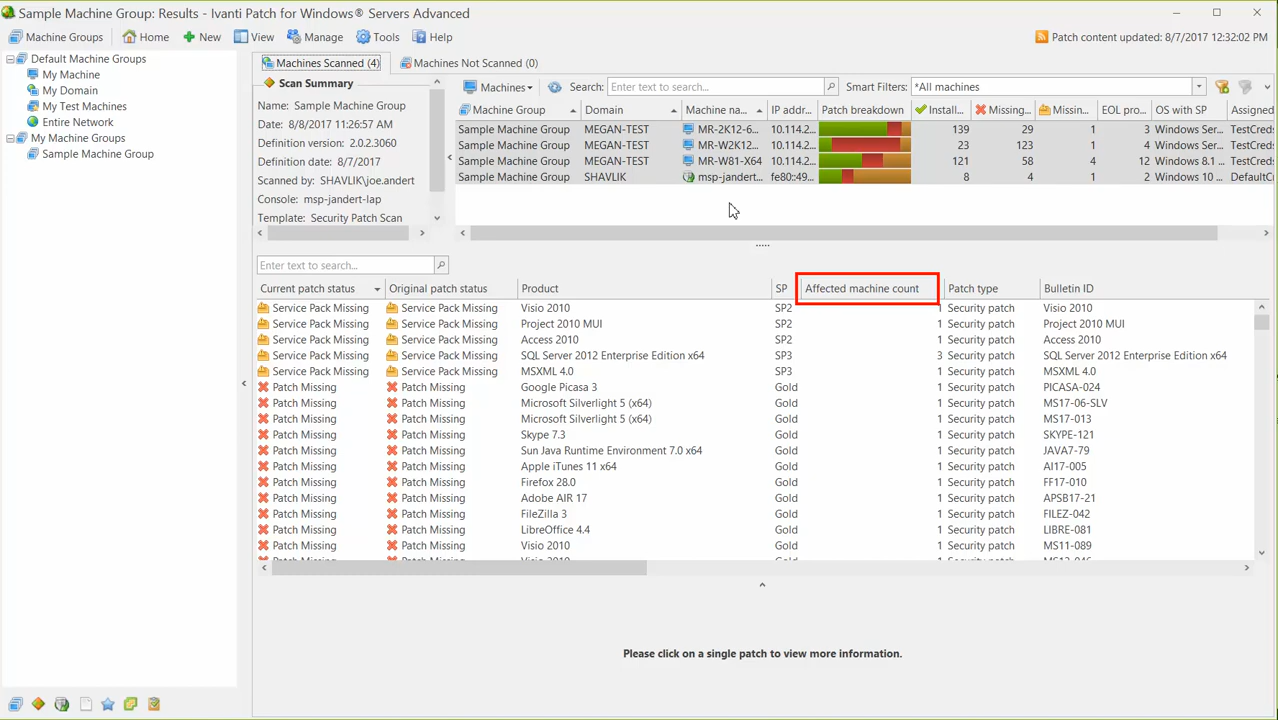 Sample Machine Group: Results - Ivanti Patch for Windows® Servers Advanced
Machine Groups Home New View Manage Tools Help Patch content updated: 8/7/2017 12:32:02 PM
Default Machine Groups
My Machine
My Domain
My Test Machines
Entire Network
My Machine Groups
Sample Machine Group
Machines Scanned (4) Machines Not Scanned (0)
Scan Summary
Name: Sample Machine Group
Date: 8/8/2017 11:26:57 AM
Definition version: 2.0.2.3060
Definition date: 8/7/2017
Scanned by: SHAVLIK\joe.andert
Console: msp-jandert-lap
Template: Security Patch Scan
Machines Search: Enter text to search... Smart Filters: *All machines
Machine Group Domain Machine na... IP addr... Patch breakdown Install... Missing... Missin... EOL pro... OS with SP Assigned
Sample Machine Group MEGAN-TEST MR-2K12-6... 10.114.2... 139 29 1 3 Windows Ser... TestCreds
Sample Machine Group MEGAN-TEST MR-W2K12... 10.114.2... 23 123 1 4 Windows Ser... TestCreds
Sample Machine Group MEGAN-TEST MR-W81-X64 10.114.2... 121 58 4 12 Windows 8.1 ... TestCreds
Sample Machine Group SHAVLIK msp-jandert... fe80::49... 8 4 1 2 Windows 10 ... DefaultC
Enter text to search...
Current patch status Original patch status Product SP Affected machine count Patch type Bulletin ID
Service Pack Missing Service Pack Missing Visio 2010 SP2 1 Security patch Visio 2010
Service Pack Missing Service Pack Missing Project 2010 MUI SP2 1 Security patch Project 2010 MUI
Service Pack Missing Service Pack Missing Access 2010 SP2 1 Security patch Access 2010
Service Pack Missing Service Pack Missing SQL Server 2012 Enterprise Edition x64 SP3 3 Security patch SQL Server 2012 Enterprise Edition x64
Service Pack Missing Service Pack Missing MSXML 4.0 SP3 1 Security patch MSXML 4.0
Patch Missing Patch Missing Google Picasa 3 Gold 1 Security patch PICASA-024
Patch Missing Patch Missing Microsoft Silverlight 5 (x64) Gold 1 Security patch MS17-06-SLV
Patch Missing Patch Missing Microsoft Silverlight 5 (x64) Gold 1 Security patch MS17-013
Patch Missing Patch Missing Skype 7.3 Gold 1 Security patch SKYPE-121
Patch Missing Patch Missing Sun Java Runtime Environment 7.0 x64 Gold 1 Security patch JAVA7-79
Patch Missing Patch Missing Apple iTunes 11 x64 Gold 1 Security patch AI17-005
Patch Missing Patch Missing Firefox 28.0 Gold 1 Security patch FF17-010
Patch Missing Patch Missing Adobe AIR 17 Gold 1 Security patch APSB17-21
Patch Missing Patch Missing FileZilla 3 Gold 1 Security patch FILEZ-042
Patch Missing Patch Missing LibreOffice 4.4 Gold 1 Security patch LIBRE-081
Patch Missing Patch Missing Visio 2010 Gold 1 Security patch MS11-089
Please click on a single patch to view more information.